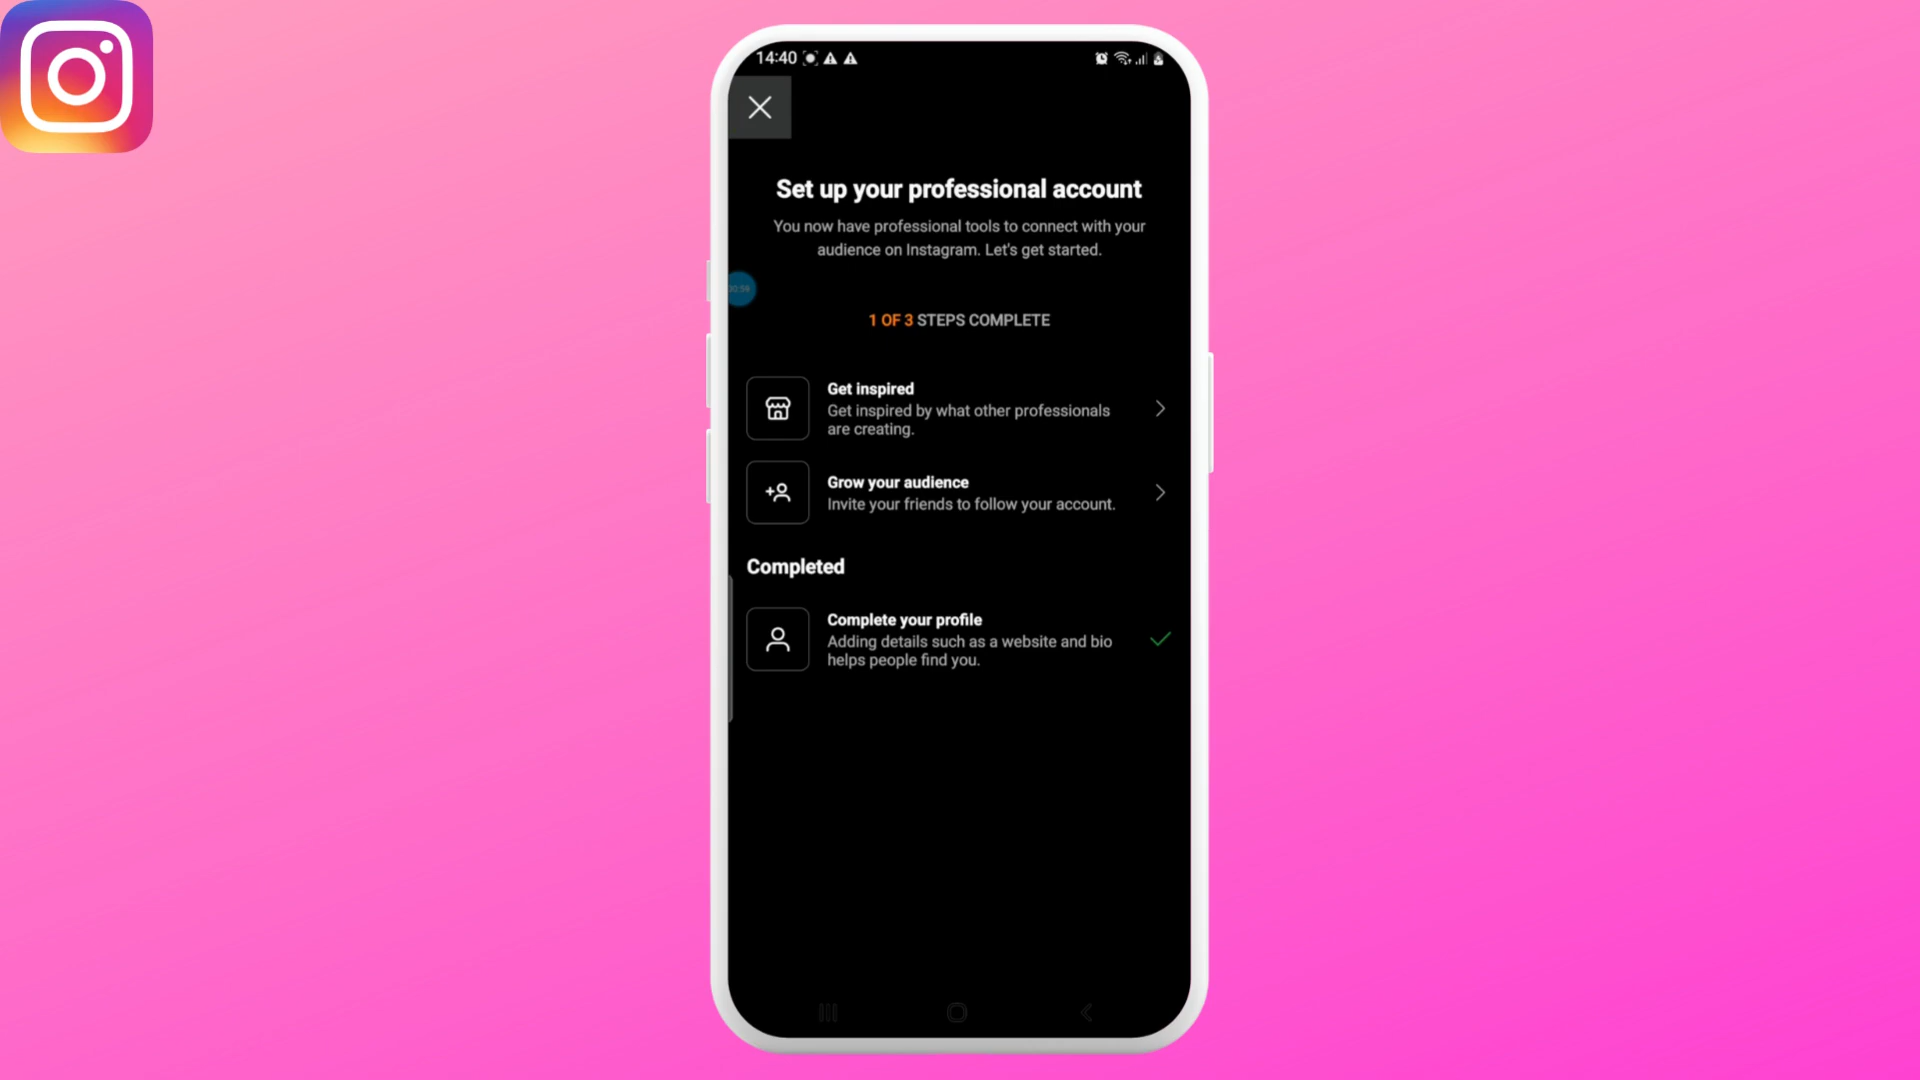 14:40
Set up your professional account
You now have professional tools to connect with your
audience on Instagram. Let's get started.
1 OF 3 STEPS COMPLETE
Get inspired
Get inspired by what other professionals
are creating.
Grow your audience
Invite your friends to follow your account.
Completed
Complete your profile
Adding details such as a website and bio
helps people find you.